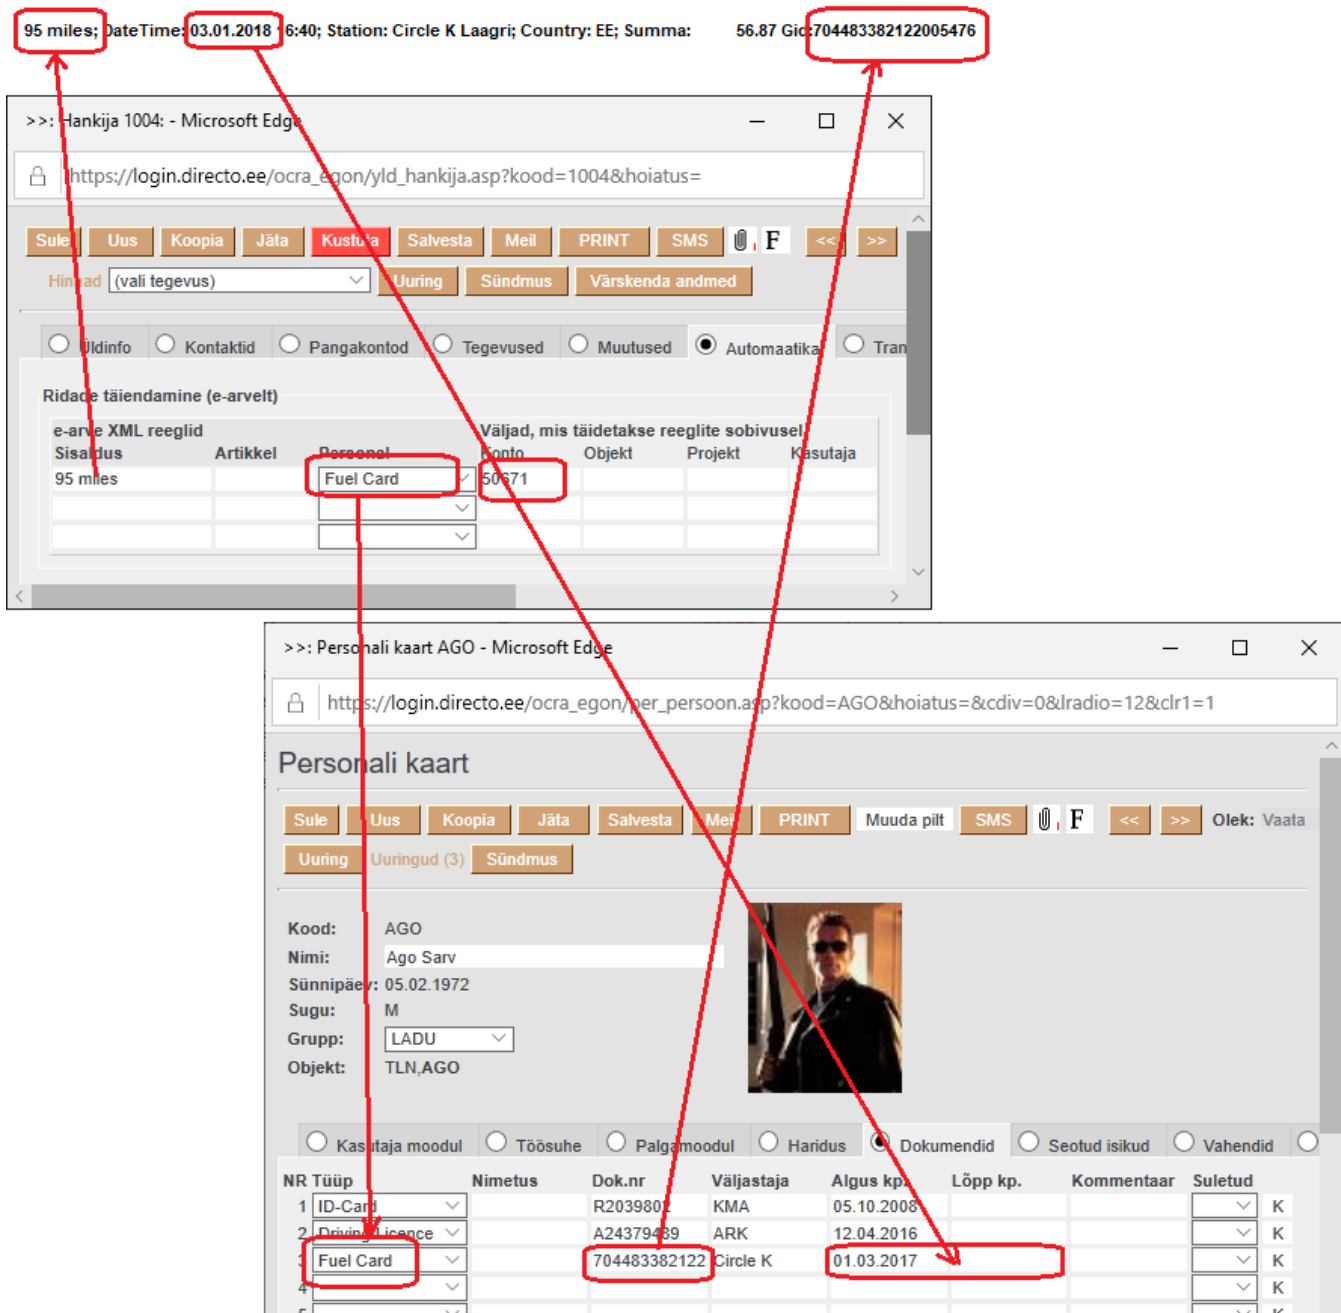 95 miles; DateTime: 03.01.2018 16:40; Station: Circle K Laagri; Country: EE; Summa: 56.87 Gid:704483382122005476
>>: Hankija 1004: - Microsoft Edge
https://login.directo.ee/ocra_egon/yld_hankija.asp?kood=1004&hoiatus=
Sule Uus Koopia Jäta Kustuta Salvesta Meil PRINT SMS F << >>
Hinnad (vali tegevus) Uuring Sündmus Värskenda andmed
Üldinfo Kontaktid Pangakontod Tegevused Muutused Automaatika Tran
Ridade täiendamine (e-arvelt)
e-arve XML reeglid Väljad, mis täidetakse reeglite sobivusel
Sisaldus Artikkel Personal Konto Objekt Projekt Kasutaja
95 miles Fuel Card 50671
>>: Personali kaart AGO - Microsoft Edge
https://login.directo.ee/ocra_egon/per_persoon.asp?kood=AGO&hoiatus=&cdiv=0&lradio=12&clr1=1
Personali kaart
Sule Uus Koopia Jäta Salvesta Meil PRINT Muuda pilt SMS F << >> Olek: Vaata
Uuring Uuringud (3) Sündmus
Kood: AGO
Nimi: Ago Sarv
Sünnipäev: 05.02.1972
Sugu: M
Grupp: LADU
Objekt: TLN,AGO
Kasutaja moodul Töösuhe Palgamoodul Haridus Dokumendid Seotud isikud Vahendid
NR Tüüp Nimetus Dok.nr Väljastaja Algus kp. Lõpp kp. Kommentaar Suletud
1 ID-Card R2039802 KMA 05.10.2008 K
2 Driving Licence A24379489 ARK 12.04.2016 K
3 Fuel Card 704483382122 Circle K 01.03.2017 K
4 K
5 K